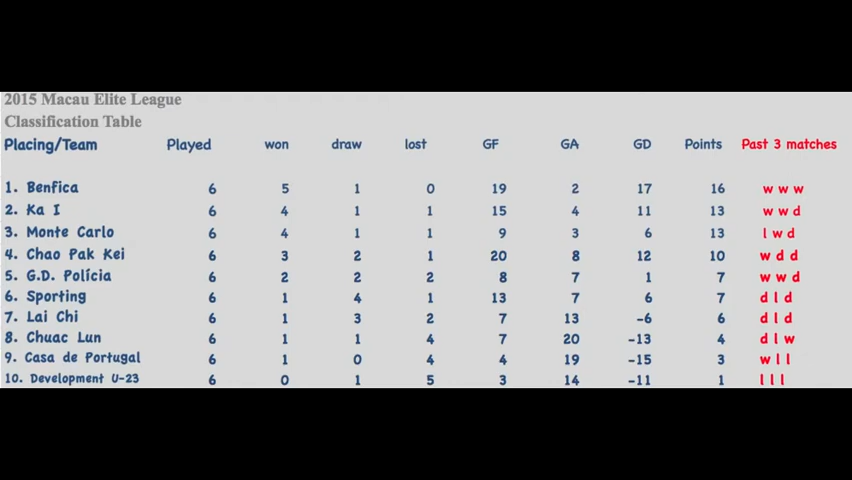 2015 Macau Elite League
Classification Table
Placing/Team Played won draw lost GF GA GD Points Past 3 matches
1. Benfica 6 5 1 0 19 2 17 16 w w w
2. Ka I 6 4 1 1 15 4 11 13 w w d
3. Monte Carlo 6 4 1 1 9 3 6 13 l w d
4. Chao Pak Kei 6 3 2 1 20 8 12 10 w d d
5. G.D. Polícia 6 2 2 2 8 7 1 7 w w d
6. Sporting 6 1 4 1 13 7 6 7 d l d
7. Lai Chi 6 1 3 2 7 13 -6 6 d l d
8. Chuac Lun 6 1 1 4 7 20 -13 4 d l w
9. Casa de Portugal 6 1 0 4 4 19 -15 3 w l l
10. Development U-23 6 0 1 5 3 14 -11 1 l l l